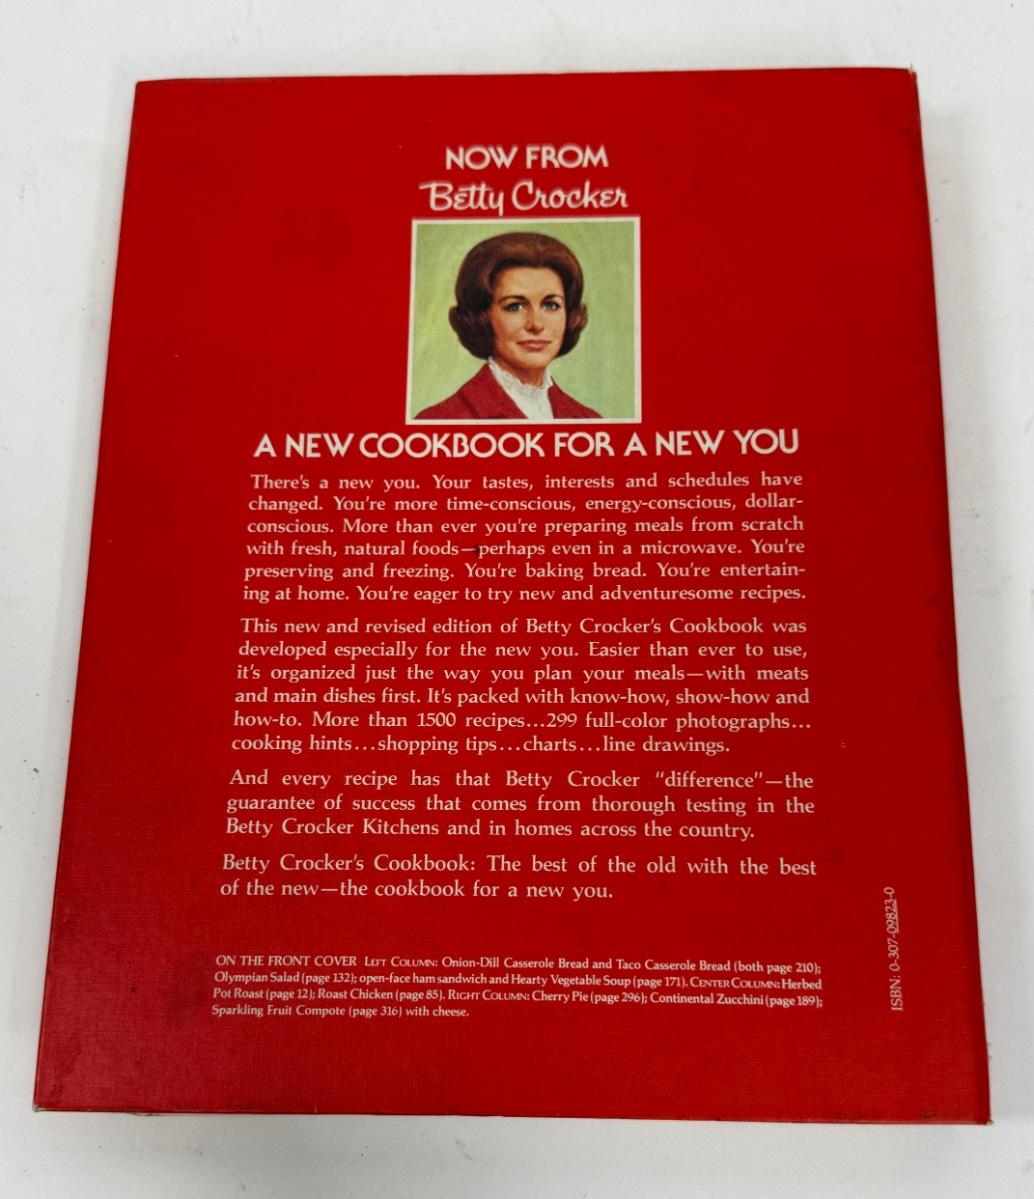 NOW FROM
Betty Crocker
A NEW COOKBOOK FOR A NEW YOU
There's a new you. Your tastes, interests and schedules have
changed. You're more time-conscious, energy-conscious, dollar-
conscious. More than ever you're preparing meals from scratch
with fresh, natural foods—perhaps even in a microwave. You're
preserving and freezing. You're baking bread. You're entertain-
ing at home. You're eager to try new and adventuresome recipes.
This new and revised edition of Betty Crocker's Cookbook was
developed especially for the new you. Easier than ever to use,
it's organized just the way you plan your meals—with meats
and main dishes first. It's packed with know-how, show-how and
how-to. More than 1500 recipes...299 full-color photographs...
cooking hints...shopping tips...charts...line drawings.
And every recipe has that Betty Crocker "difference"—the
guarantee of success that comes from thorough testing in the
Betty Crocker Kitchens and in homes across the country.
Betty Crocker's Cookbook: The best of the old with the best
of the new—the cookbook for a new you.
ON THE FRONT COVER LEFT COLUMN: Onion-Dill Casserole Bread and Taco Casserole Bread (both page 210);
Olympian Salad (page 132); open-face ham sandwich and Hearty Vegetable Soup (page 171). CENTER COLUMN: Herbed
Pot Roast (page 12); Roast Chicken (page 85). RIGHT COLUMN: Cherry Pie (page 296); Continental Zucchini (page 189);
Sparkling Fruit Compote (page 316) with cheese.
ISBN: 0-307-09823-0